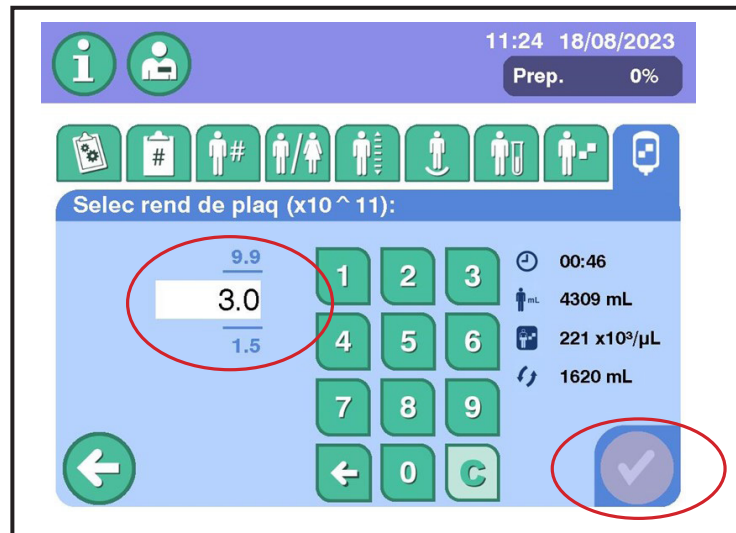 11:24 18/08/2023
Prep. 0%
# #
Selec rend de plaq (x10^11):
9.9
3.0
1.5
1 2 3
4 5 6
7 8 9
0 C
00:46
mL 4309 mL
221 x10³/µL
1620 mL